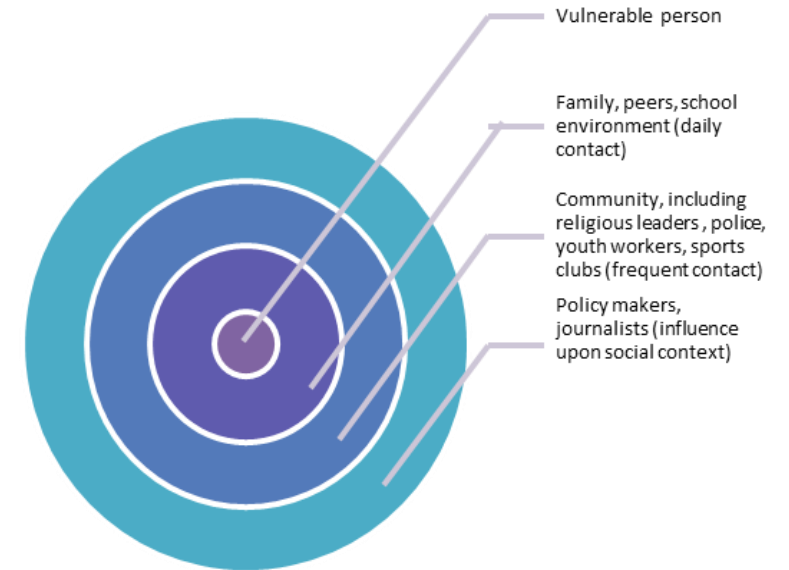 Vulnerable person
Family, peers, school
environment (daily
contact)
Community, including
religious leaders , police,
youth workers, sports
clubs (frequent contact)
Policy makers,
journalists (influence
upon social context)